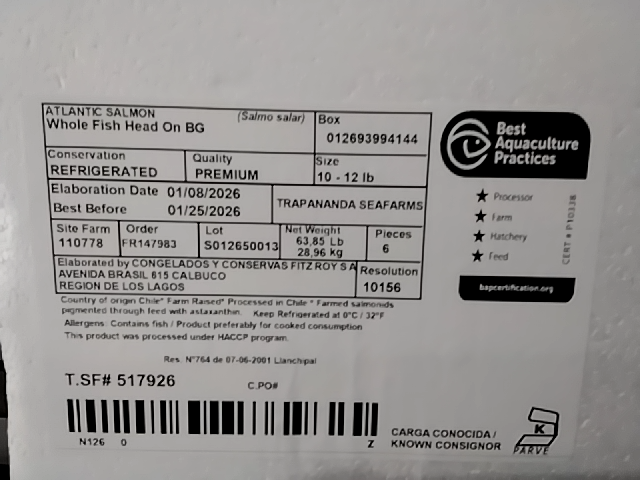 ATLANTIC SALMON (Salmo salar)
Whole Fish Head On BG
Box
012693994144
Conservation
REFRIGERATED
Quality
PREMIUM
Size
10 - 12 lb
Elaboration Date 01/08/2026
Best Before 01/25/2026
TRAPANANDA SEAFARMS
Site Farm
110778
Order
FR147983
Lot
S012650013
Net Weight
63,85 Lb
28,96 kg
Pieces
6
Elaborated by CONGELADOS Y CONSERVAS FITZ ROY S A
AVENIDA BRASIL 615 CALBUCO
REGION DE LOS LAGOS
Resolution
10156
Country of origin Chile* Farm Raised* Processed in Chile * Farmed salmonids
pigmented through feed with astaxanthin. Keep Refrigerated at 0°C / 32°F
Allergens: Contains fish / Product preferably for cooked consumption
This product was processed under HACCP program.
Res. N°764 de 07-06-2001 Llanchipal
T.SF# 517926
C.PO#
N126 0 Z
CARGA CONOCIDA /
KNOWN CONSIGNOR
K
PARVE
Best
Aquaculture
Practices
Processor
Farm
Hatchery
Feed
CERT # P10338
bapcertification.org